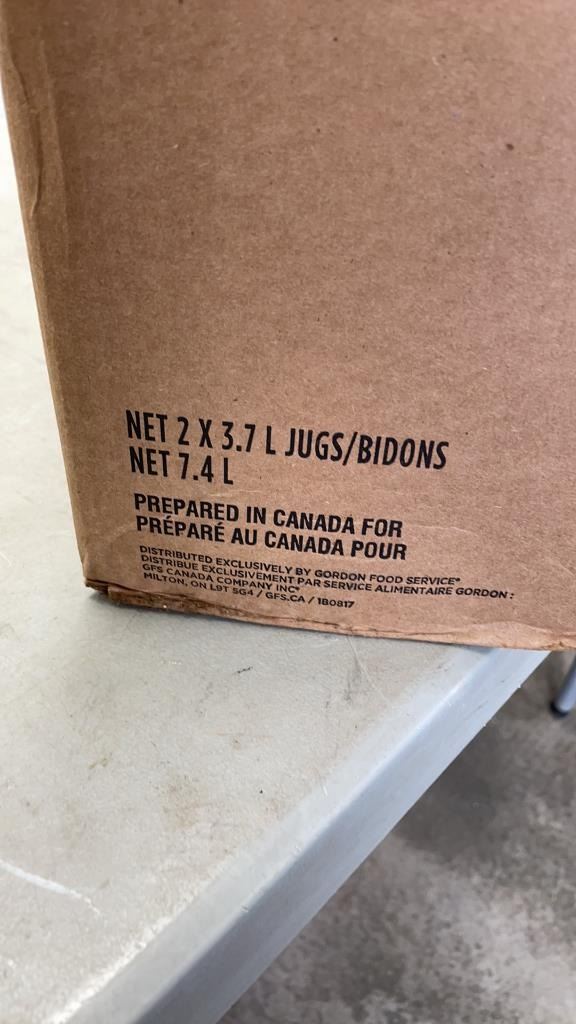 NET 2 X 3.7 L JUGS/BIDONS
NET 7.4 L
PREPARED IN CANADA FOR
PRÉPARÉ AU CANADA POUR
DISTRIBUTED EXCLUSIVELY BY GORDON FOOD SERVICE®
DISTRIBUE EXCLUSIVEMENT PAR SERVICE ALIMENTAIRE GORDON :
GFS CANADA COMPANY INC®
MILTON, ON L9T 5G4 / GFS.CA / 1B0817